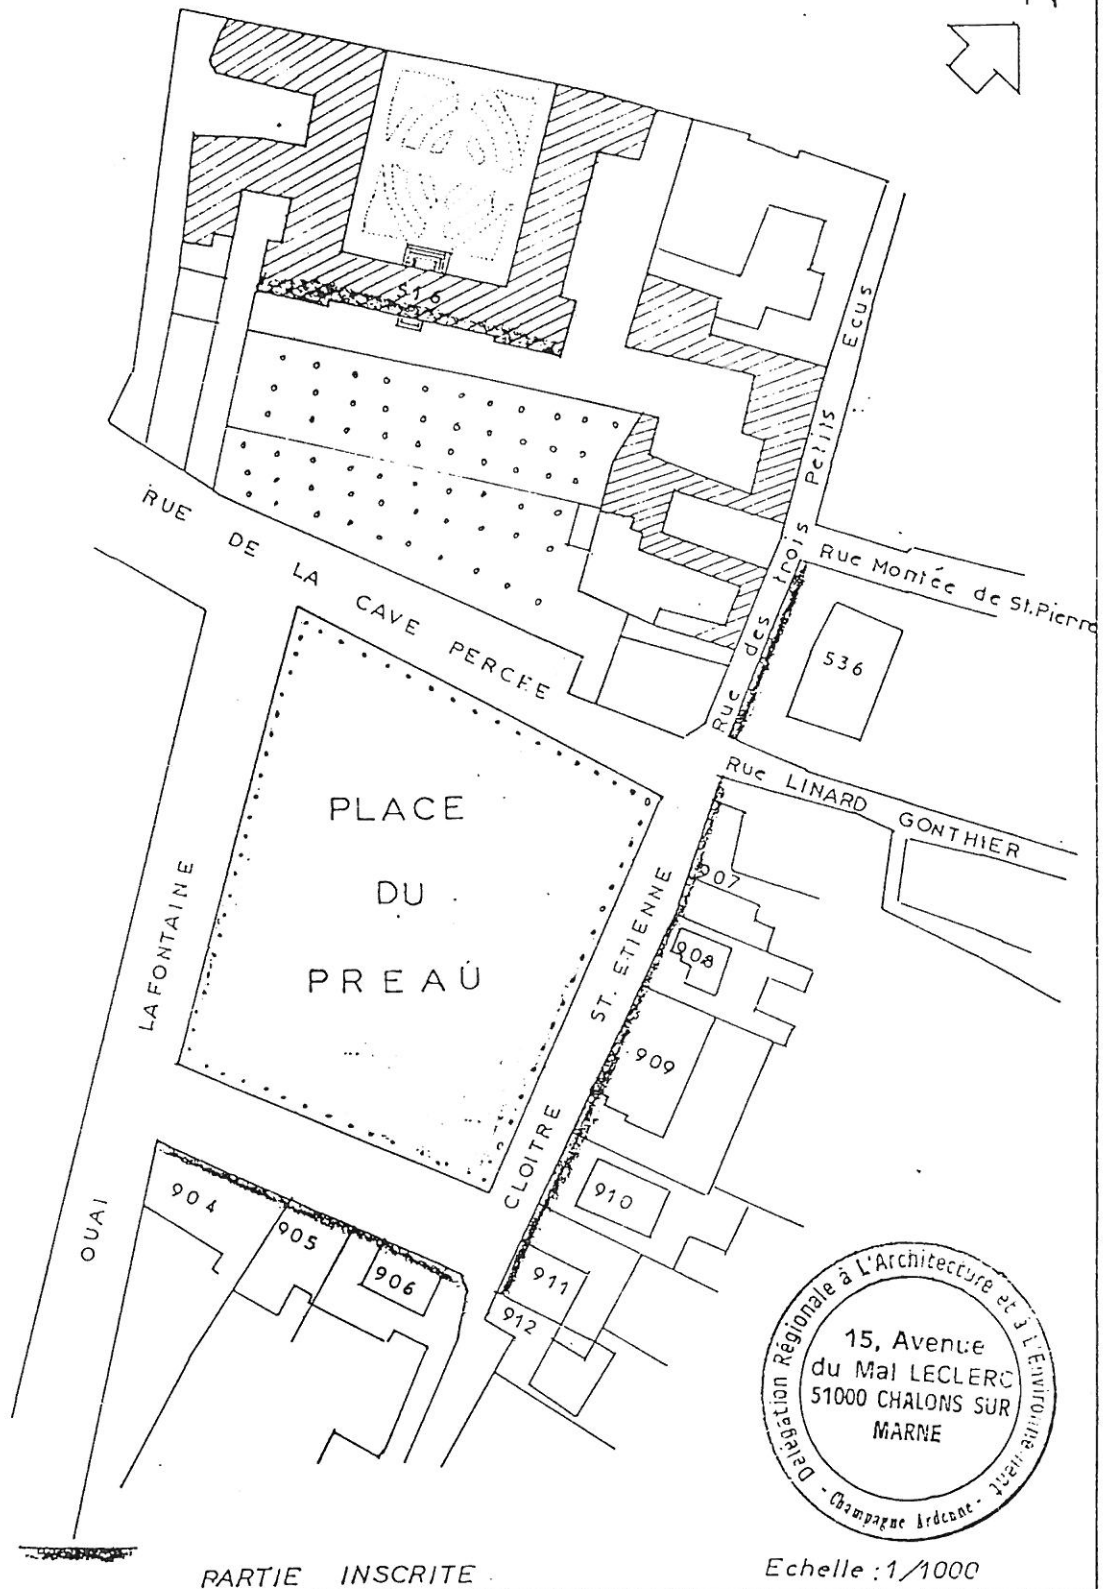 N
516
Rue des trois Petits Ecus
RUE DE LA CAVE PERCEE
Rue Montée de St.Pierre
536
Rue LINARD GONTHIER
PLACE
DU
PREAU
QUAI LAFONTAINE
CLOITRE ST. ETIENNE
907
908
909
910
911
912
904
905
906
Délégation Régionale à L'Architecture et à L'Environnement
- Champagne Ardenne -
15, Avenue
du Mal LECLERC
51000 CHALONS SUR
MARNE
PARTIE INSCRITE
Echelle : 1/1000